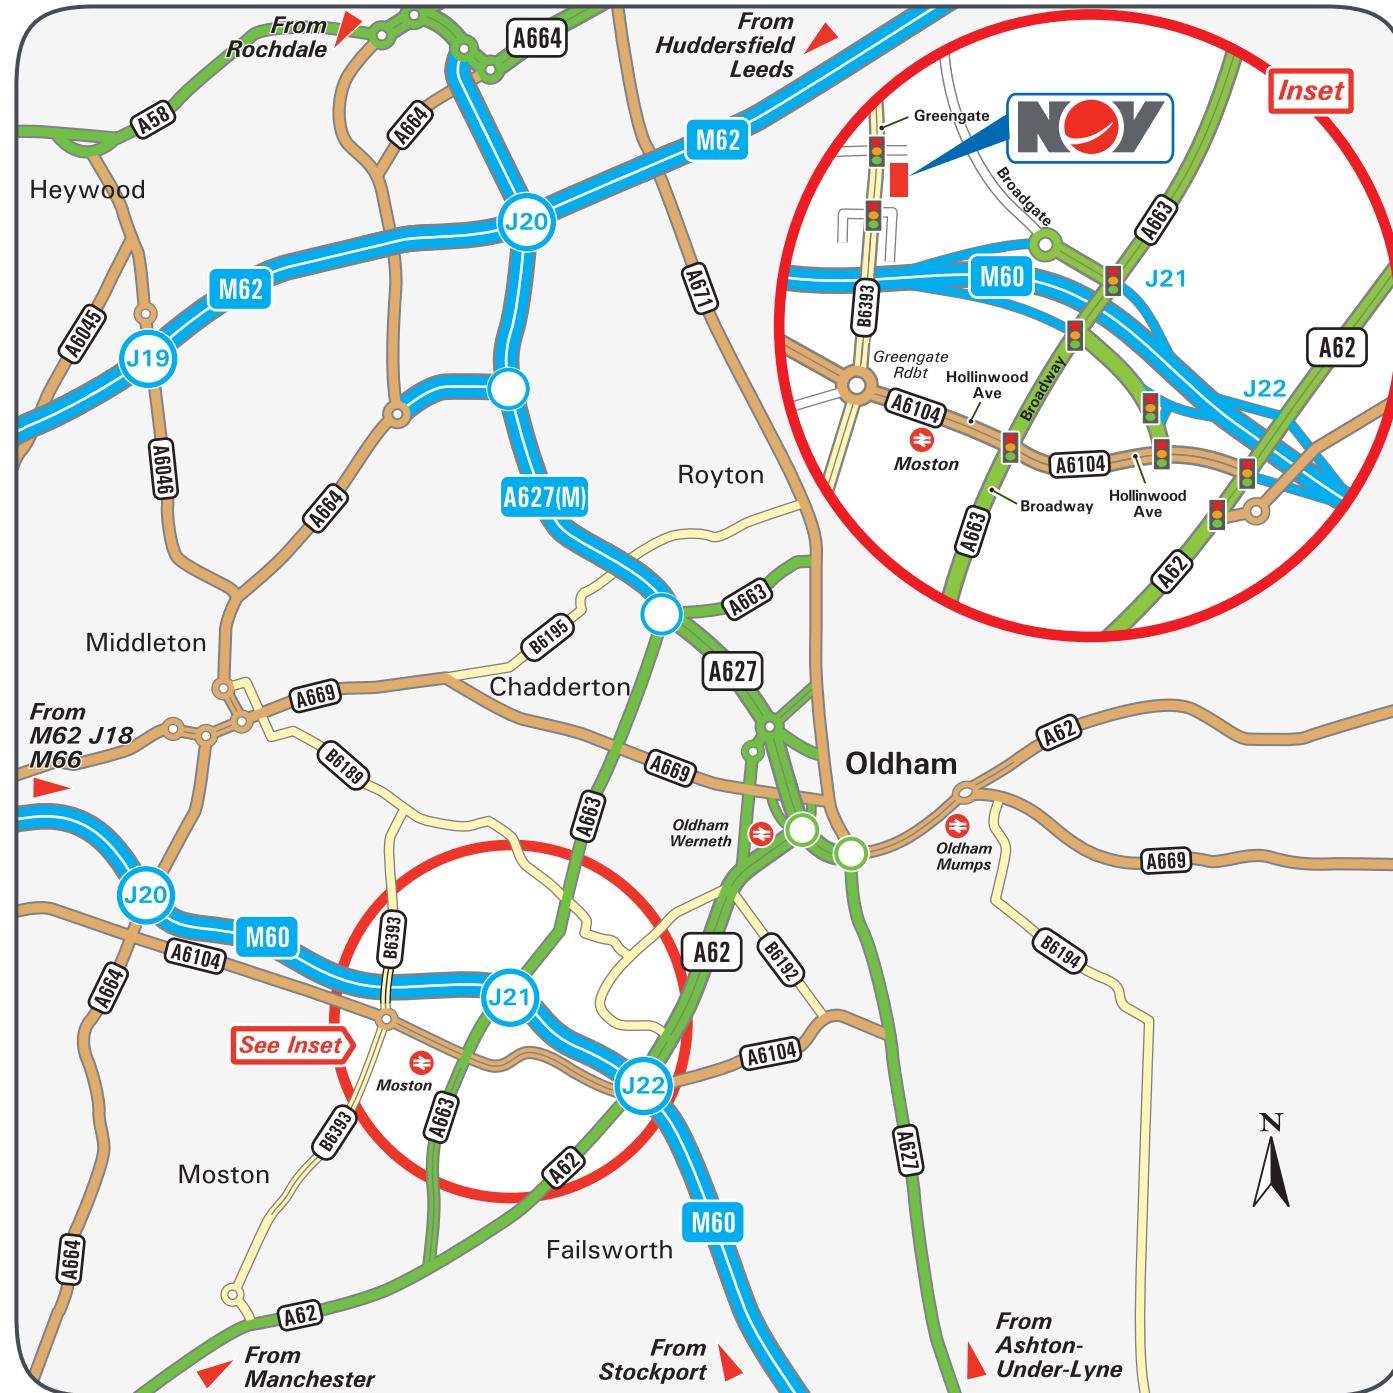 From
Rochdale
A664
From
Huddersfield
Leeds
Inset
A58
A664
M62
Greengate
NOV
Heywood
Broadgate
A663
J20
M62
A671
M60
J21
A6045
B6393
J19
A62
Greengate
Rdbt
Hollinwood
Ave
Broadway
J22
A6104
Moston
A6104
A6046
Royton
Hollinwood
Ave
Broadway
A627(M)
A664
A663
A62
A663
B6195
Middleton
A627
Chadderton
A669
From
M62 J18
M66
A62
B6189
A669
Oldham
A663
Oldham
Werneth
Oldham
Mumps
A669
J20
M60
B6393
A6104
A62
B6192
B6194
A664
J21
See Inset
Moston
A6104
J22
A663
B6393
A627
N
Moston
A62
M60
Failsworth
A664
A62
From
Manchester
From
Stockport
From
Ashton-
Under-Lyne